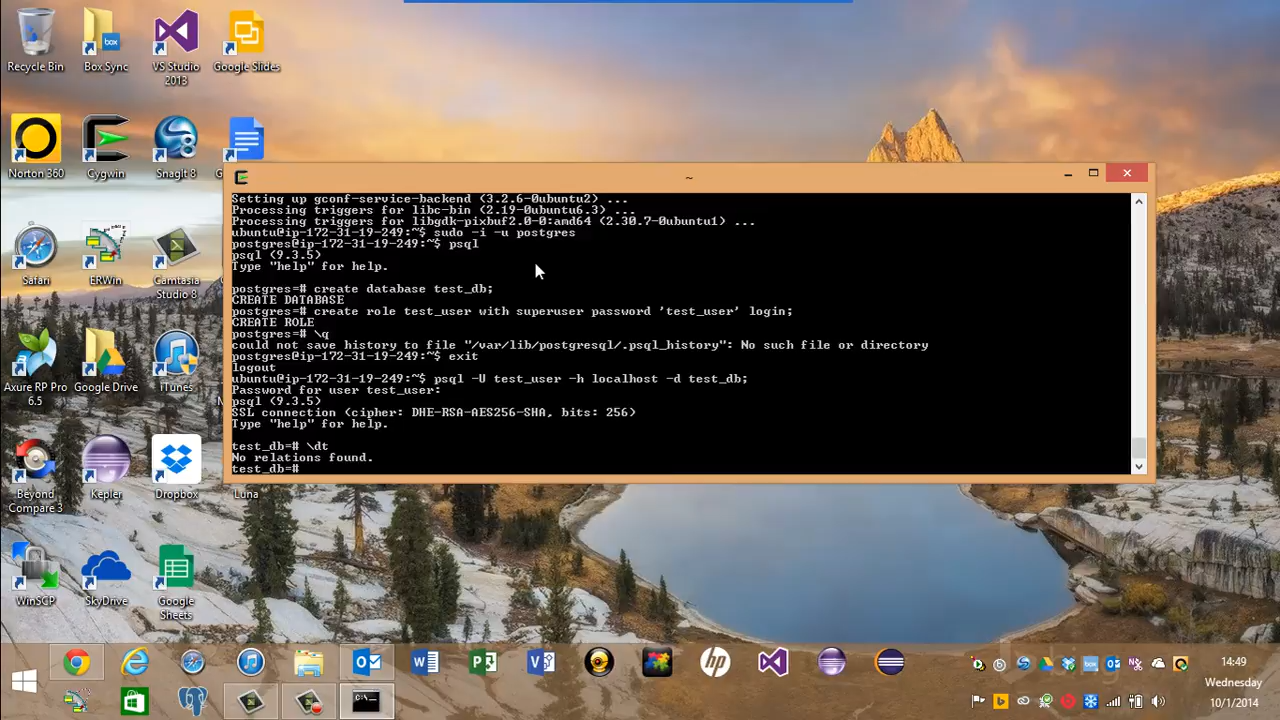 Recycle Bin
Box Sync
VS Studio
2013
Google Slides
Norton 360
Cygwin
SnagIt 8
Safari
ERWin
Camtasia
Studio 8
Axure RP Pro
6.5
Google Drive
iTunes
Beyond
Compare 3
Kepler
Dropbox
Luna
WinSCP
SkyDrive
Google
Sheets
~
Setting up gconf-service-backend (3.2.6-0ubuntu2) ...
Processing triggers for libc-bin (2.19-0ubuntu6.3) ...
Processing triggers for libgdk-pixbuf2.0-0:amd64 (2.30.7-0ubuntu1) ...
ubuntu@ip-172-31-19-249:~$ sudo -i -u postgres
postgres@ip-172-31-19-249:~$ psql
psql (9.3.5)
Type "help" for help.
postgres=# create database test_db;
CREATE DATABASE
postgres=# create role test_user with superuser password 'test_user' login;
CREATE ROLE
postgres=# \q
could not save history to file "/var/lib/postgresql/.psql_history": No such file or directory
postgres@ip-172-31-19-249:~$ exit
logout
ubuntu@ip-172-31-19-249:~$ psql -U test_user -h localhost -d test_db;
Password for user test_user:
psql (9.3.5)
SSL connection (cipher: DHE-RSA-AES256-SHA, bits: 256)
Type "help" for help.
test_db=# \dt
No relations found.
test_db=#
14:49
Wednesday
10/1/2014